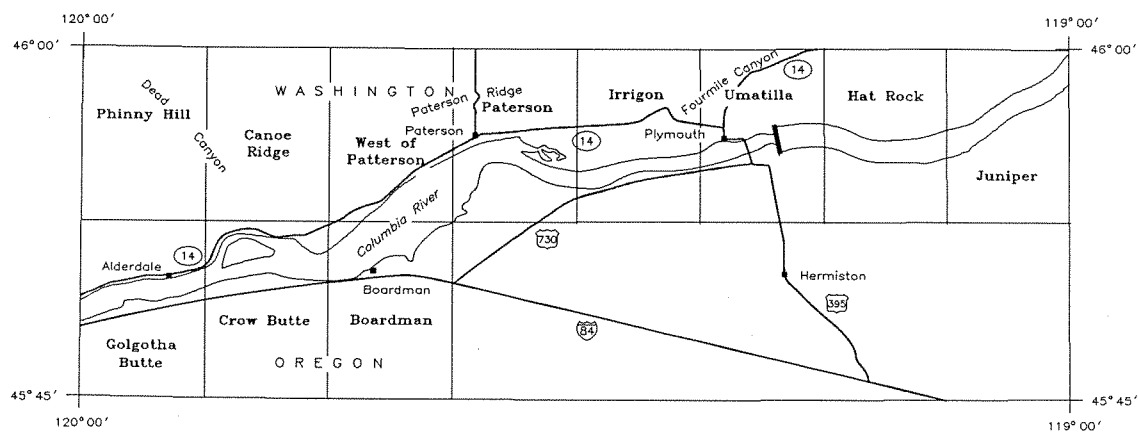 120°00'
119°00'
46°00'
46°00'
Dead
Canyon
Phinny Hill
WASHINGTON
Canoe
Ridge
Paterson Ridge
Paterson
Paterson
West of
Patterson
Irrigon
Fourmile Canyon
14
Umatilla
Hat Rock
Plymouth
14
Juniper
Columbia River
14
Alderdale
730
Boardman
Hermiston
395
84
Crow Butte
Boardman
Golgotha
Butte
OREGON
45°45'
45°45'
120°00'
119°00'